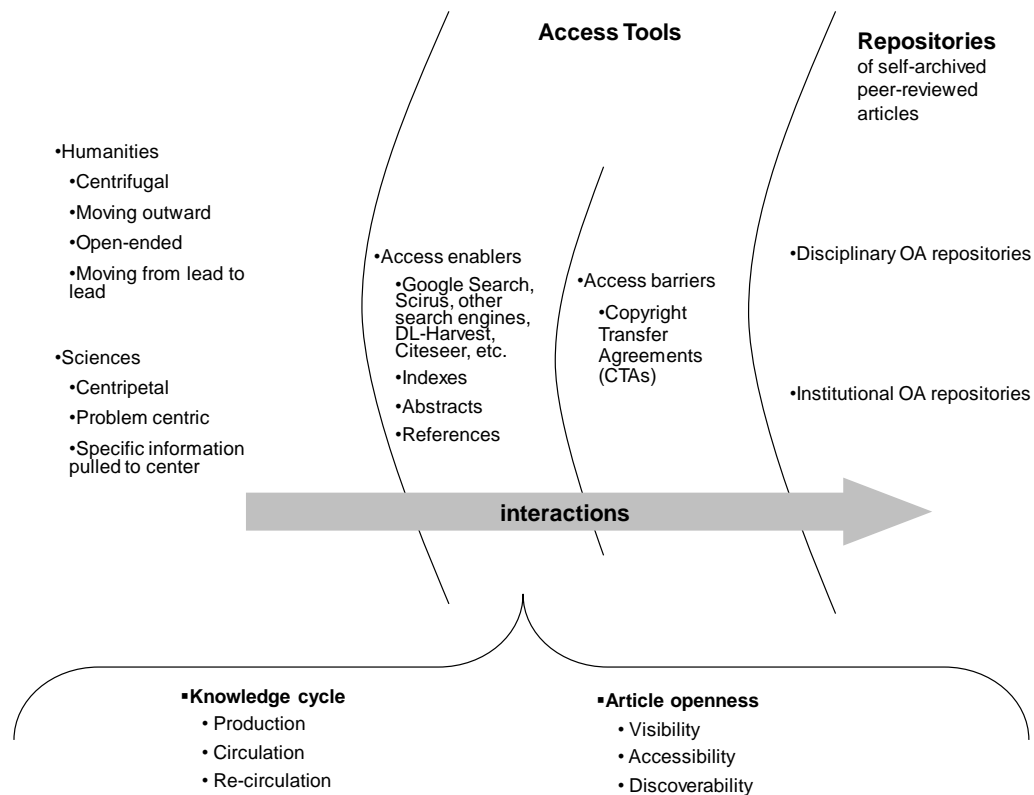 Access Tools
Repositories
of self-archived
peer-reviewed
articles
•Humanities
•Centrifugal
•Moving outward
•Open-ended
•Moving from lead to
lead
•Sciences
•Centripetal
•Problem centric
•Specific information
pulled to center
•Access enablers
•Google Search,
Scirus, other
search engines,
DL-Harvest,
Citeseer, etc.
•Indexes
•Abstracts
•References
•Access barriers
•Copyright
Transfer
Agreements
(CTAs)
•Disciplinary OA repositories
•Institutional OA repositories
interactions
▪Knowledge cycle
• Production
• Circulation
• Re-circulation
▪Article openness
• Visibility
• Accessibility
• Discoverability